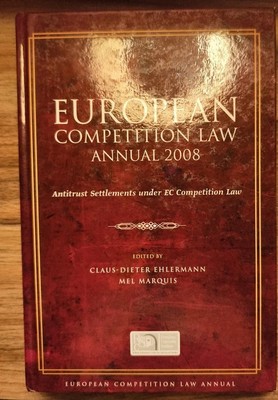 EUROPEAN
COMPETITION LAW
ANNUAL 2008
Antitrust Settlements under EC Competition Law
EDITED BY
CLAUS-DIETER EHLERMANN
MEL MARQUIS
EUROPEAN COMPETITION LAW ANNUAL